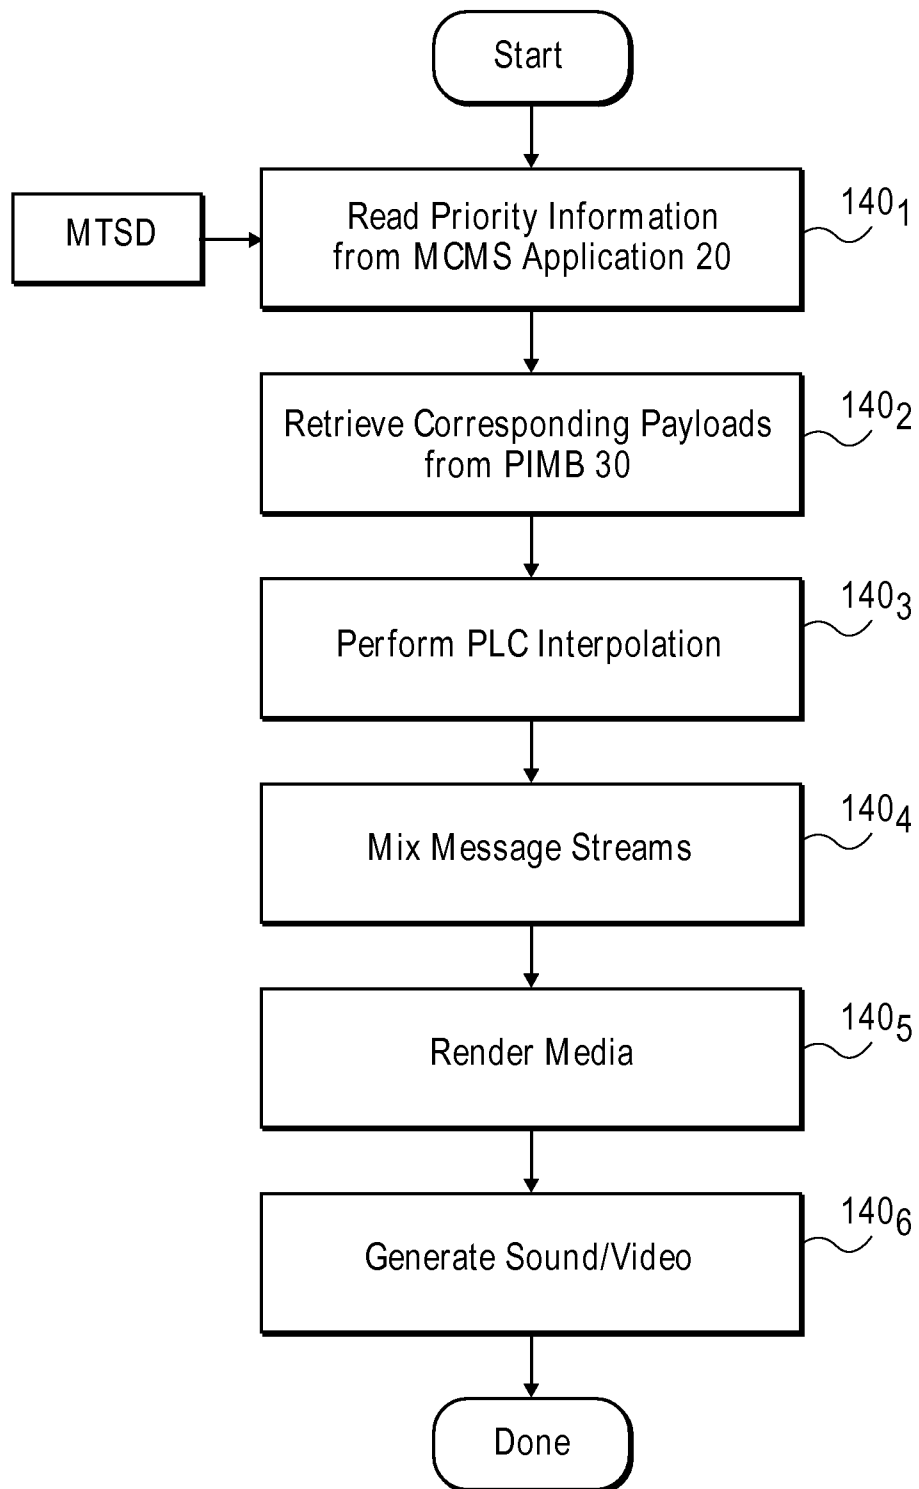 Start
MTSD
Read Priority Information
from MCMS Application 20
140₁
Retrieve Corresponding Payloads
from PIMB 30
140₂
Perform PLC Interpolation
140₃
Mix Message Streams
140₄
Render Media
140₅
Generate Sound/Video
140₆
Done